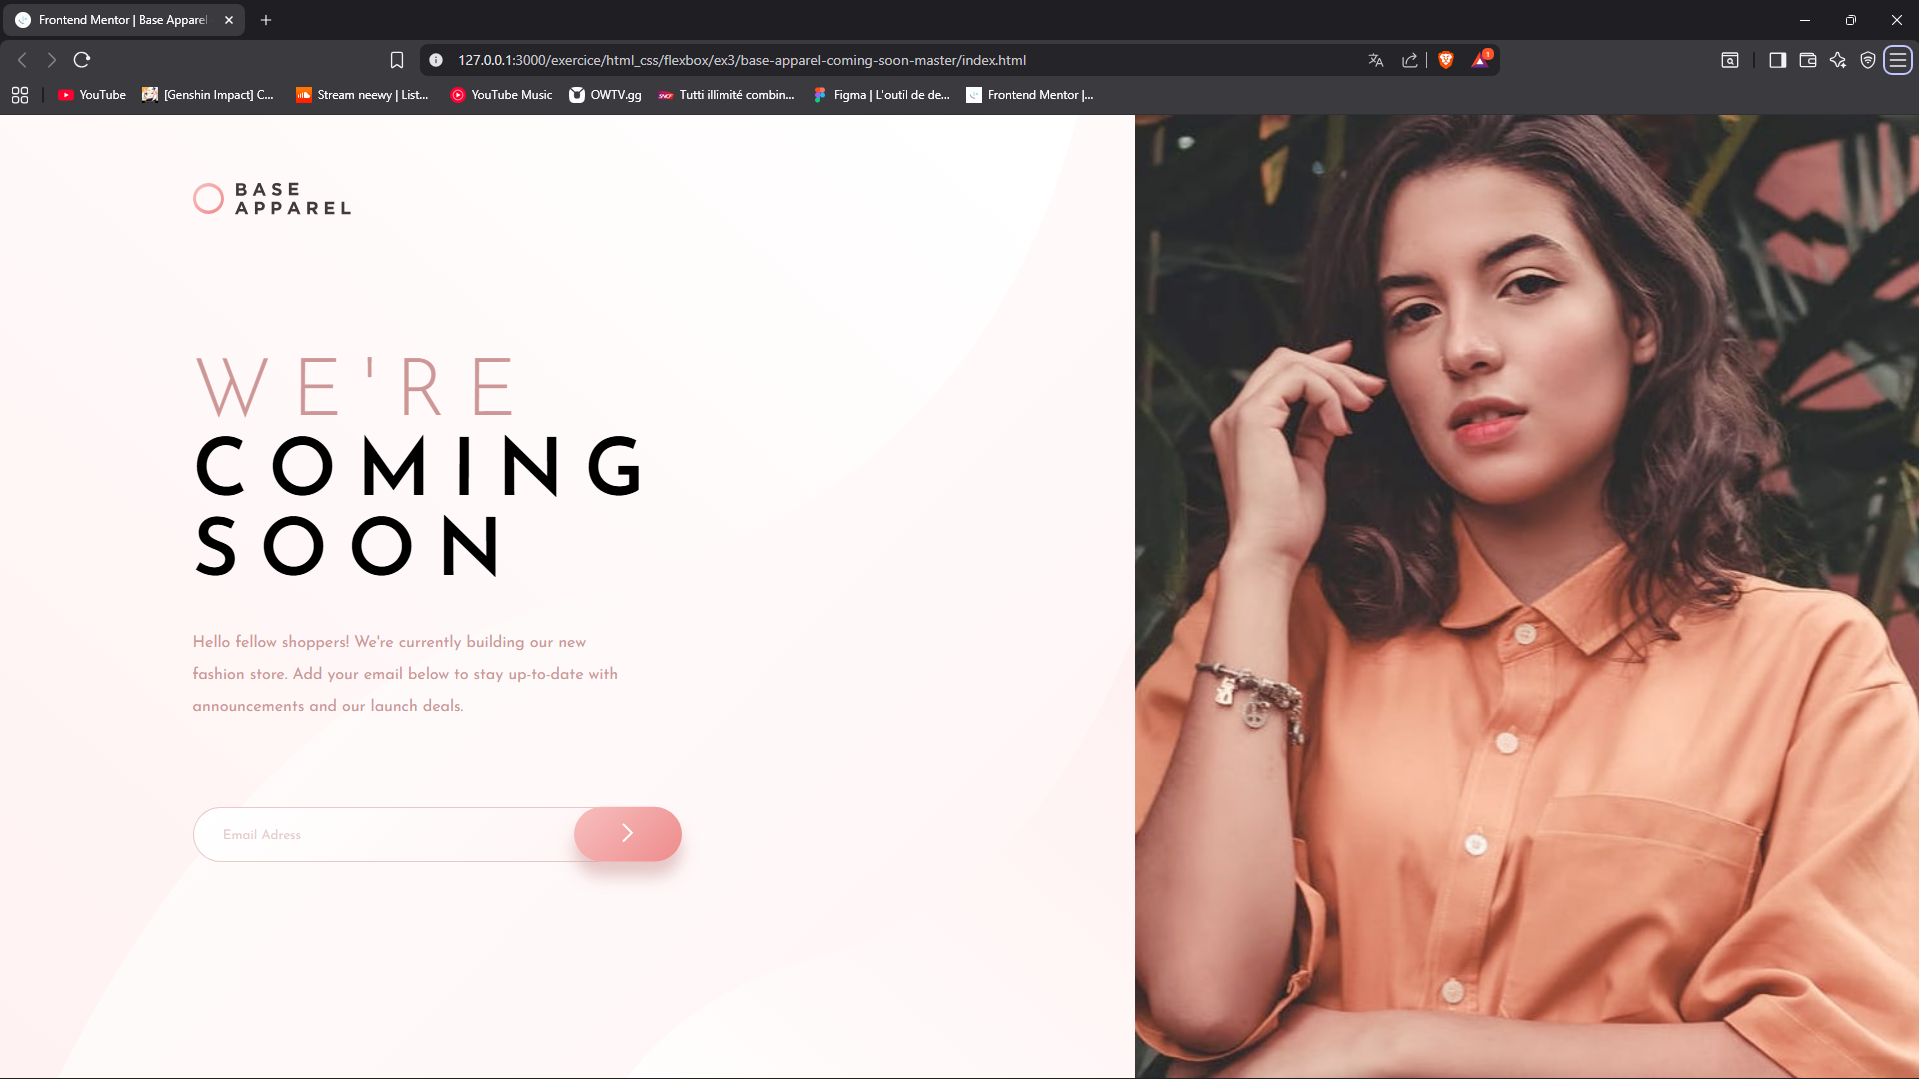 Frontend Mentor | Base Apparel
127.0.0.1:3000/exercice/html_css/flexbox/ex3/base-apparel-coming-soon-master/index.html
1
YouTube
[Genshin Impact] C...
Stream neewy | List...
YouTube Music
OWTV.gg
SNCF
Tutti illimité combin...
Figma | L'outil de de...
Frontend Mentor |...
BASE
APPAREL
WE'RE
COMING
SOON
Hello fellow shoppers! We're currently building our new
fashion store. Add your email below to stay up-to-date with
announcements and our launch deals.
Email Adress